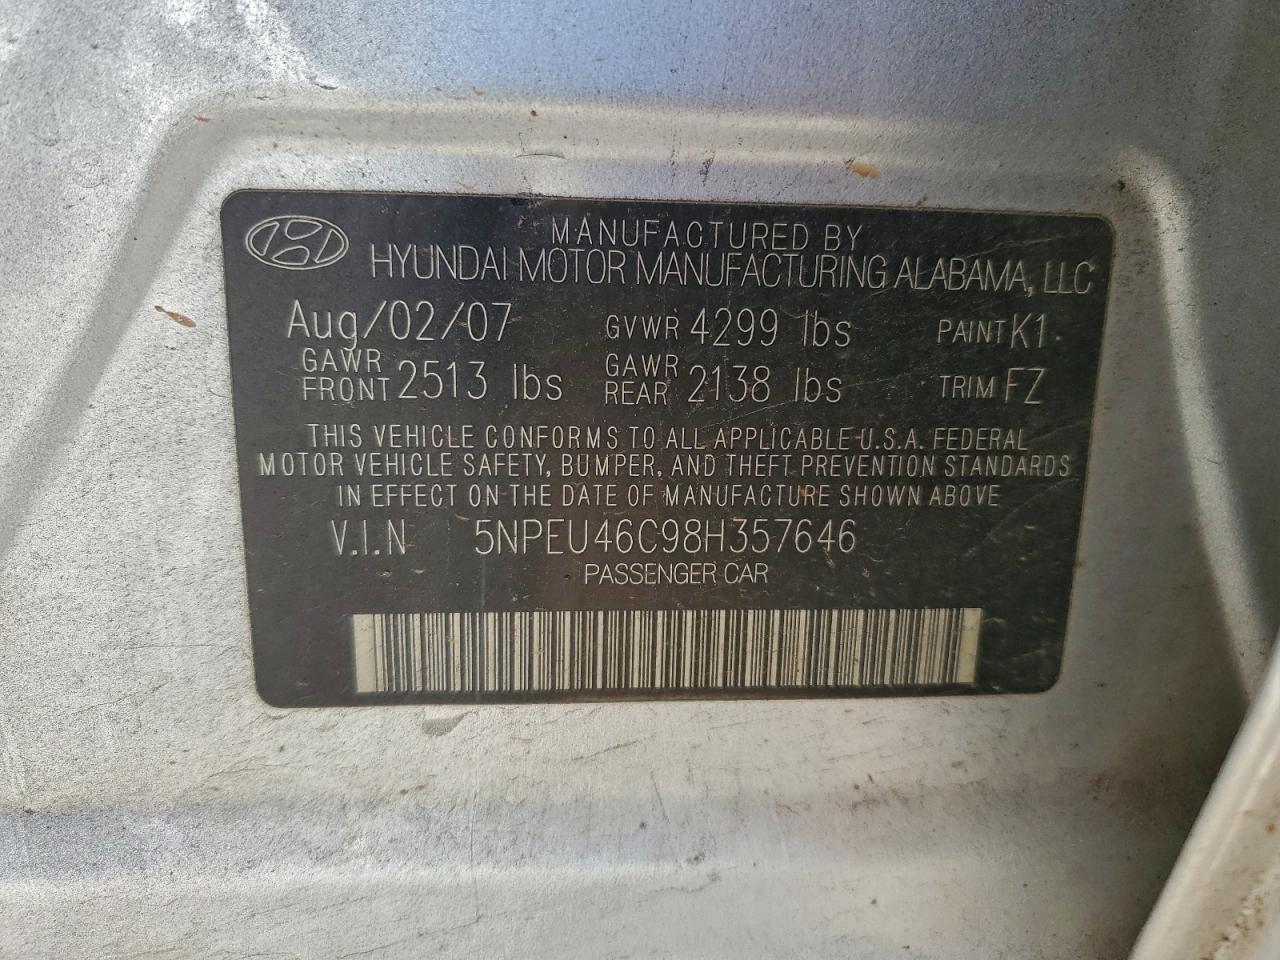 MANUFACTURED BY
HYUNDAI MOTOR MANUFACTURING ALABAMA, LLC
Aug/02/07 GVWR 4299 lbs PAINT K1
GAWR FRONT 2513 lbs GAWR REAR 2138 lbs TRIM FZ
THIS VEHICLE CONFORMS TO ALL APPLICABLE U.S.A. FEDERAL
MOTOR VEHICLE SAFETY, BUMPER, AND THEFT PREVENTION STANDARDS
IN EFFECT ON THE DATE OF MANUFACTURE SHOWN ABOVE
V.I.N 5NPEU46C98H357646
PASSENGER CAR